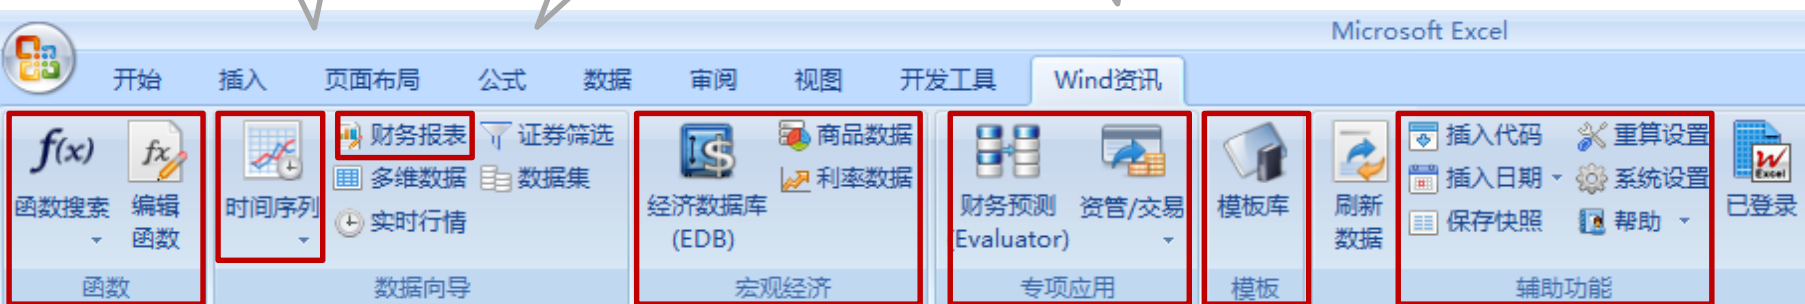 Microsoft Excel
开始 插入 页面布局 公式 数据 审阅 视图 开发工具 Wind资讯
f(x) 函数搜索
fx 编辑函数
函数
时间序列
财务报表 证券筛选
多维数据 数据集
实时行情
数据向导
经济数据库
(EDB)
商品数据
利率数据
宏观经济
财务预测
(Evaluator)
资管/交易
专项应用
模板库
模板
刷新
数据
插入代码 重算设置
插入日期 系统设置
保存快照 帮助
辅助功能
W
Excel
已登录